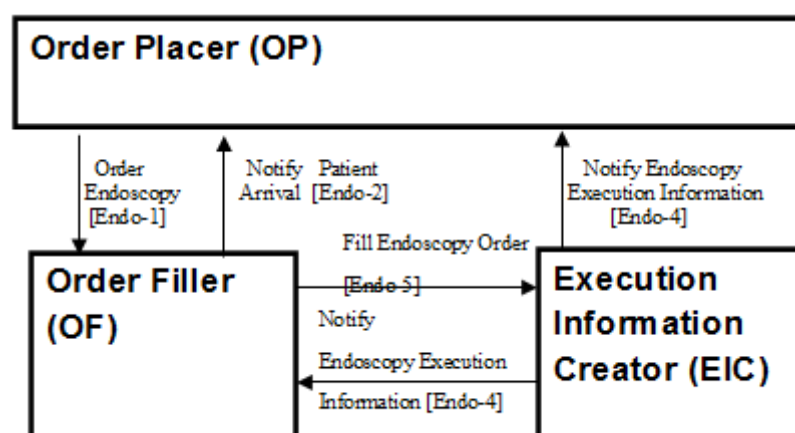 Order Placer (OP)
Order
Endoscopy
[Endo-1]
Notify Patient
Arrival [Endo-2]
Notify Endoscopy
Execution Information
[Endo-4]
Order Filler
(OF)
Fill Endoscopy Order
[Endo-5]
Notify
Endoscopy Execution
Information [Endo-4]
Execution
Information
Creator (EIC)